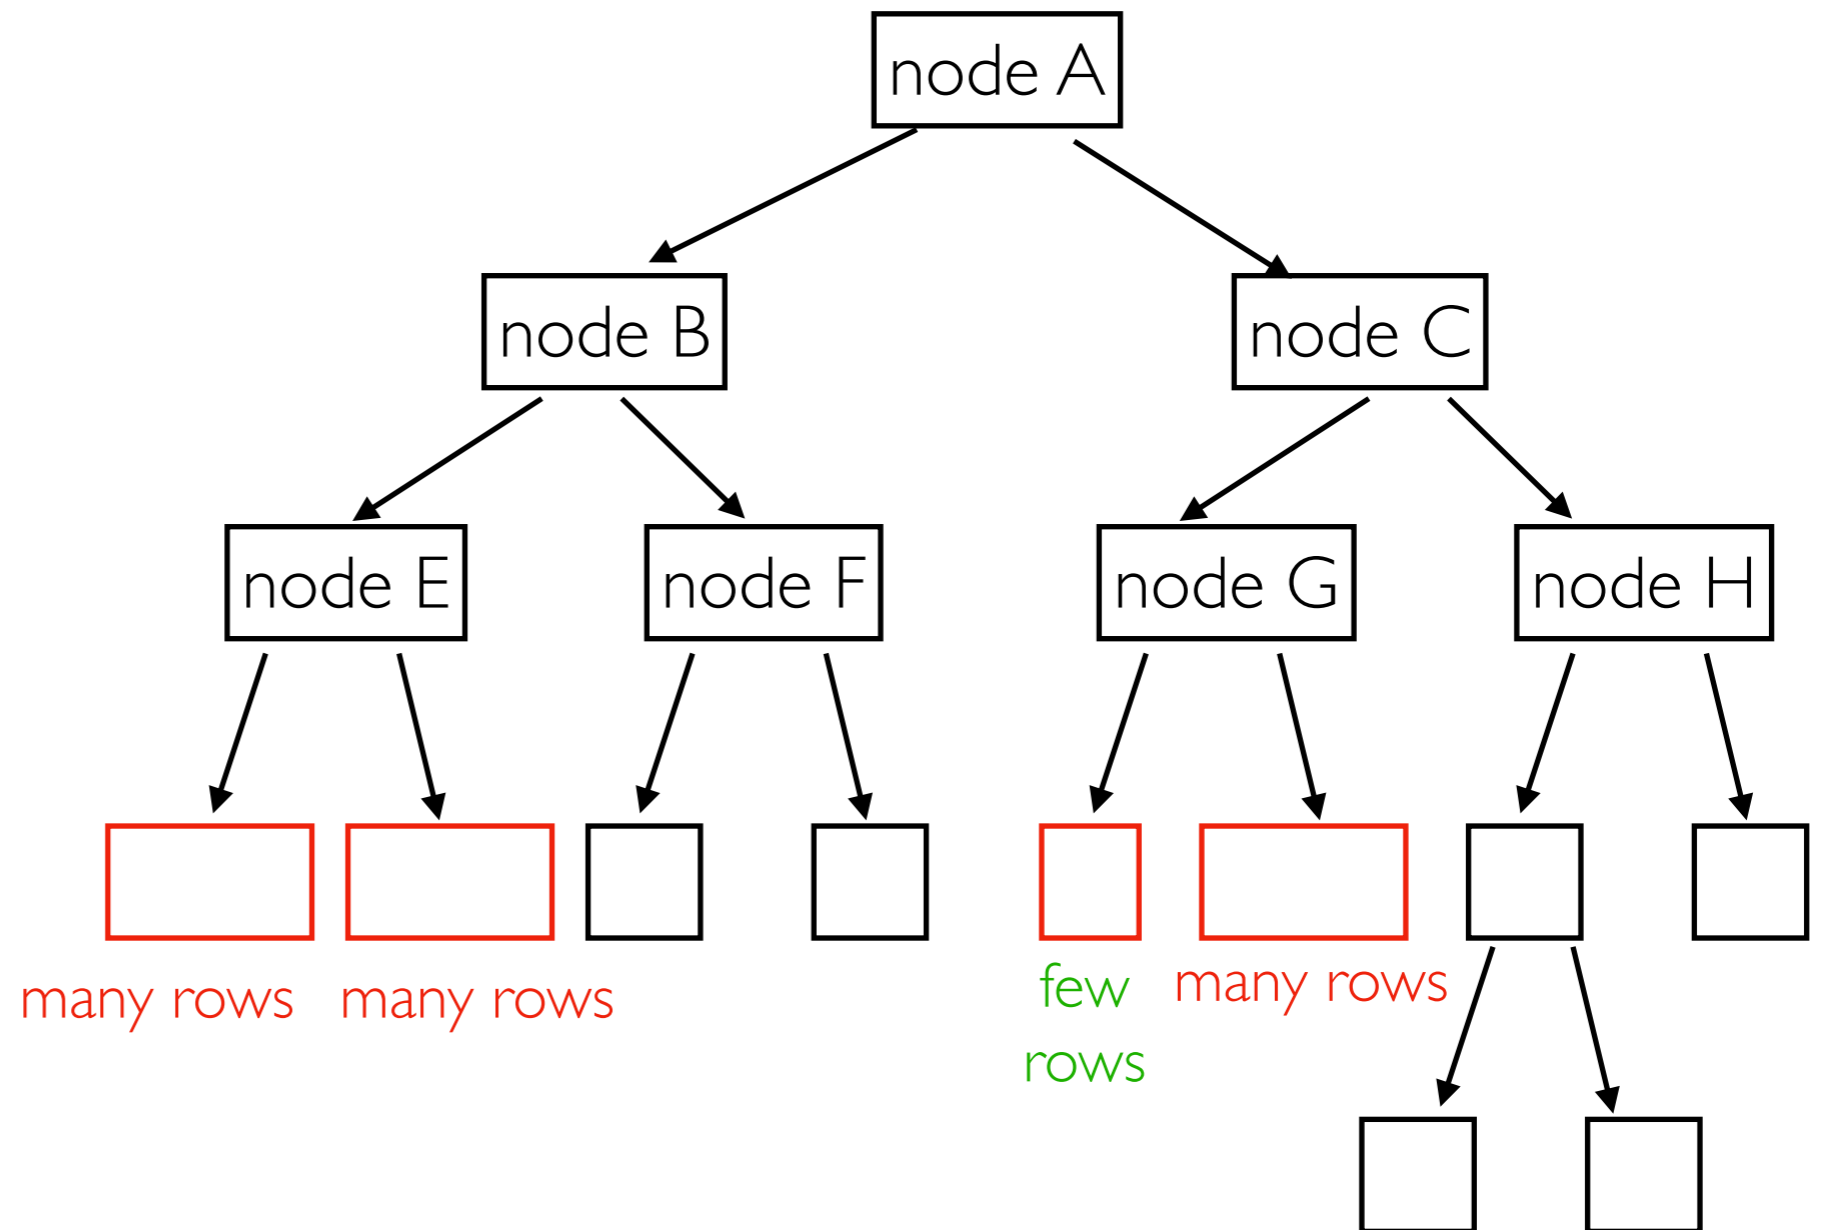 node A
node B
node C
node E
node F
node G
node H
many rows
many rows
few
rows
many rows